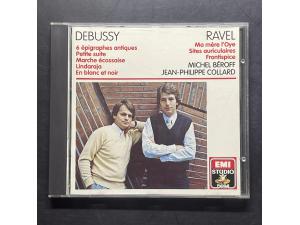 DEBUSSY
6 épigraphes antiques
Petite suite
Marche écossaise
Lindaraja
En blanc et noir
RAVEL
Ma mère l'Oye
Sites auriculaires
Frontispice
MICHEL BÉROFF
JEAN-PHILIPPE COLLARD
EMI
STUDIO